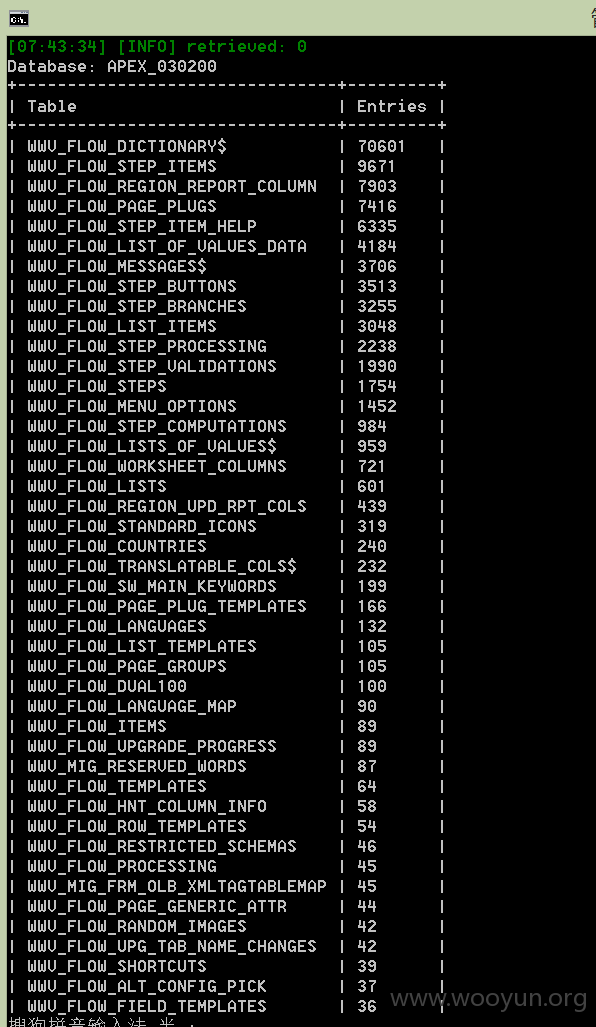 [07:43:34] [INFO] retrieved: 0
Database: APEX_030200
+--------------------------------+---------+
| Table | Entries |
+--------------------------------+---------+
| WWV_FLOW_DICTIONARY$ | 70601 |
| WWV_FLOW_STEP_ITEMS | 9671 |
| WWV_FLOW_REGION_REPORT_COLUMN | 7903 |
| WWV_FLOW_PAGE_PLUGS | 7416 |
| WWV_FLOW_STEP_ITEM_HELP | 6335 |
| WWV_FLOW_LIST_OF_VALUES_DATA | 4184 |
| WWV_FLOW_MESSAGES$ | 3706 |
| WWV_FLOW_STEP_BUTTONS | 3513 |
| WWV_FLOW_STEP_BRANCHES | 3255 |
| WWV_FLOW_LIST_ITEMS | 3048 |
| WWV_FLOW_STEP_PROCESSING | 2238 |
| WWV_FLOW_STEP_VALIDATIONS | 1990 |
| WWV_FLOW_STEPS | 1754 |
| WWV_FLOW_MENU_OPTIONS | 1452 |
| WWV_FLOW_STEP_COMPUTATIONS | 984 |
| WWV_FLOW_LISTS_OF_VALUES$ | 959 |
| WWV_FLOW_WORKSHEET_COLUMNS | 721 |
| WWV_FLOW_LISTS | 601 |
| WWV_FLOW_REGION_UPD_RPT_COLS | 439 |
| WWV_FLOW_STANDARD_ICONS | 319 |
| WWV_FLOW_COUNTRIES | 240 |
| WWV_FLOW_TRANSLATABLE_COLS$ | 232 |
| WWV_FLOW_SW_MAIN_KEYWORDS | 199 |
| WWV_FLOW_PAGE_PLUG_TEMPLATES | 166 |
| WWV_FLOW_LANGUAGES | 132 |
| WWV_FLOW_LIST_TEMPLATES | 105 |
| WWV_FLOW_PAGE_GROUPS | 105 |
| WWV_FLOW_DUAL100 | 100 |
| WWV_FLOW_LANGUAGE_MAP | 90 |
| WWV_FLOW_ITEMS | 89 |
| WWV_FLOW_UPGRADE_PROGRESS | 89 |
| WWV_MIG_RESERVED_WORDS | 87 |
| WWV_FLOW_TEMPLATES | 64 |
| WWV_FLOW_HNT_COLUMN_INFO | 58 |
| WWV_FLOW_ROW_TEMPLATES | 54 |
| WWV_FLOW_RESTRICTED_SCHEMAS | 46 |
| WWV_FLOW_PROCESSING | 45 |
| WWV_MIG_FRM_OLB_XMLTAGTABLEMAP | 45 |
| WWV_FLOW_PAGE_GENERIC_ATTR | 44 |
| WWV_FLOW_RANDOM_IMAGES | 42 |
| WWV_FLOW_UPG_TAB_NAME_CHANGES | 42 |
| WWV_FLOW_SHORTCUTS | 39 |
| WWV_FLOW_ALT_CONFIG_PICK | 37 |
| WWV_FLOW_FIELD_TEMPLATES | 36 |
www.wooyun.org
搜狗拼音输入法 半